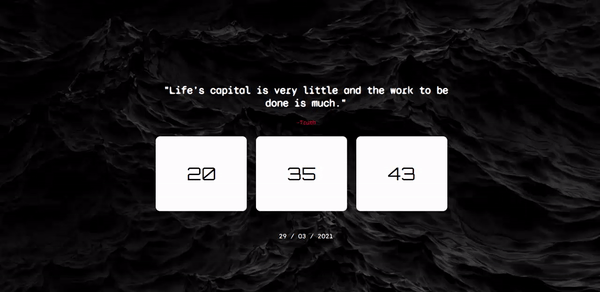 "Life's capital is very little and the work to be
done is much."
20 35 43
29 / 03 / 2021